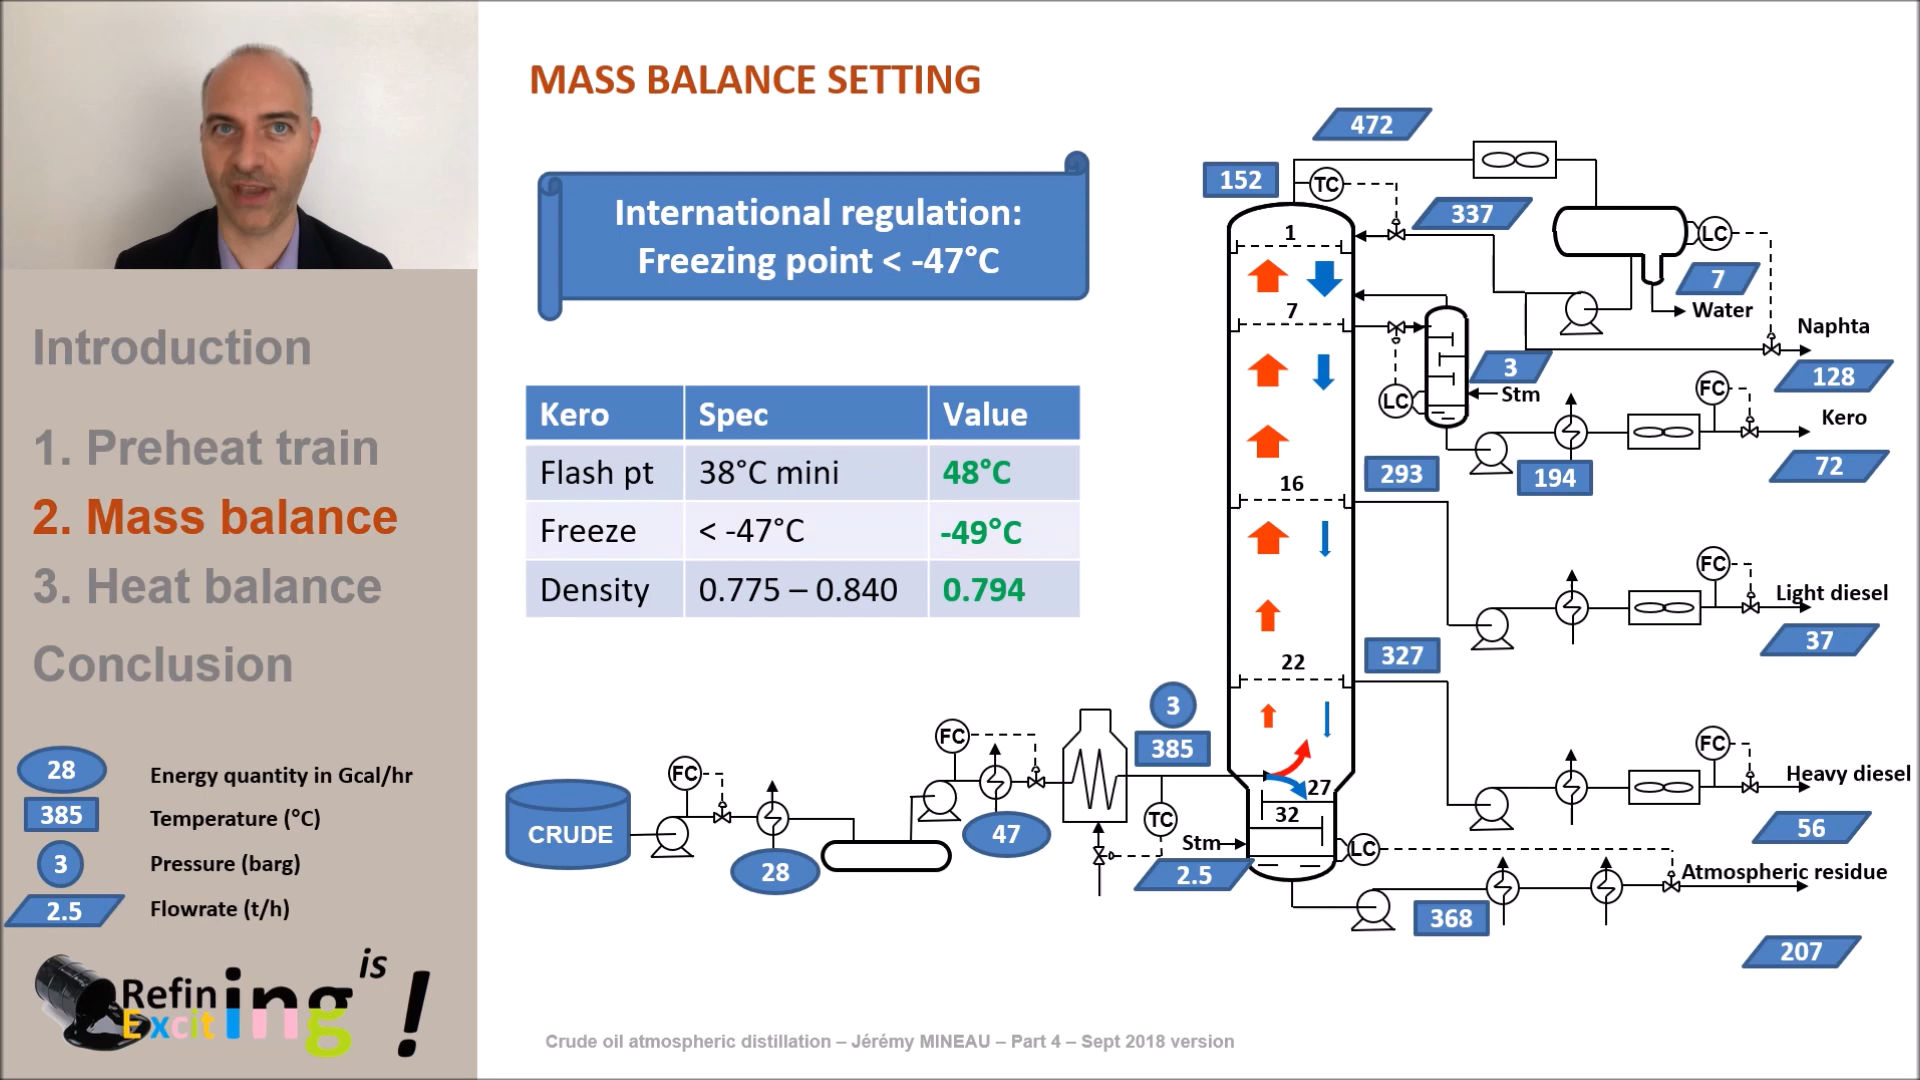 MASS BALANCE SETTING
International regulation:
Freezing point < -47°C
Kero Spec Value
Flash pt 38°C mini 48°C
Freeze < -47°C -49°C
Density 0.775 – 0.840 0.794
Introduction
1. Preheat train
2. Mass balance
3. Heat balance
Conclusion
28 Energy quantity in Gcal/hr
385 Temperature (°C)
3 Pressure (barg)
2.5 Flowrate (t/h)
Refining is
Exciting !
472
152
TC
337
1
LC
7
Water
7
Naphta
128
3
Stm
LC
FC
Kero
72
194
293
16
FC
Light diesel
37
327
22
3
385
FC
Heavy diesel
56
FC
FC
CRUDE
28
47
TC
27
32
Stm
2.5
LC
Atmospheric residue
368
207
Crude oil atmospheric distillation – Jérémy MINEAU – Part 4 – Sept 2018 version